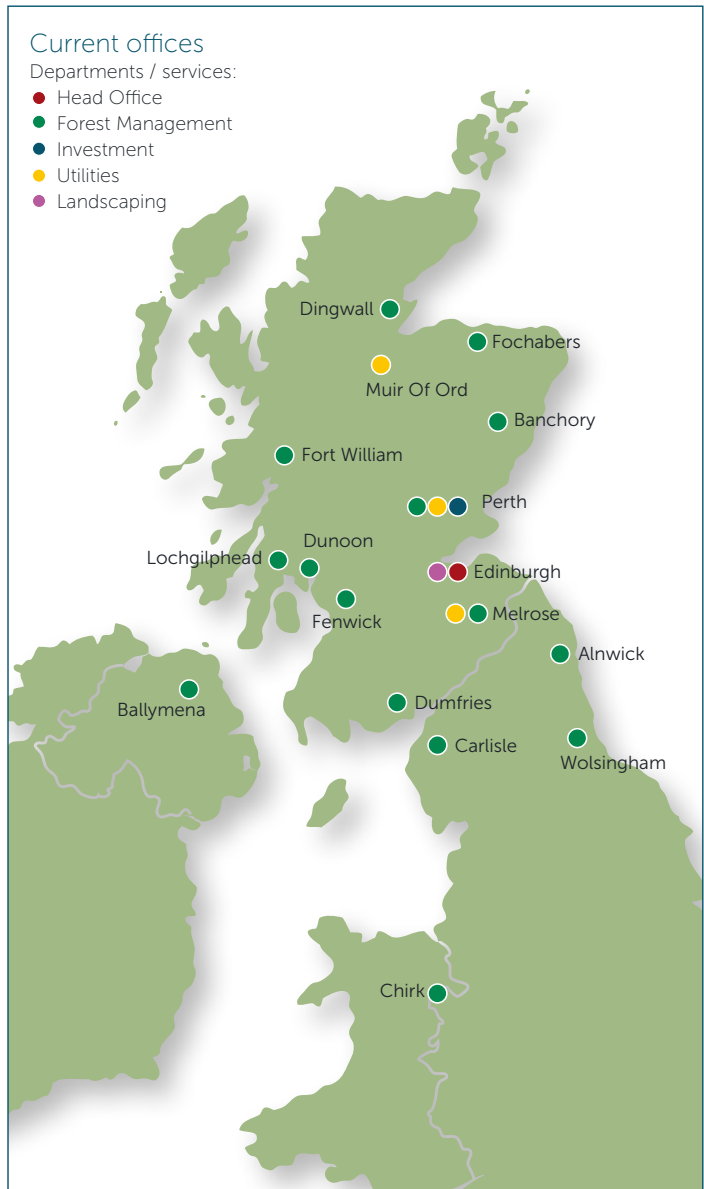 Current offices
Departments / services:
Head Office
Forest Management
Investment
Utilities
Landscaping
Dingwall
Fochabers
Muir Of Ord
Banchory
Fort William
Perth
Dunoon
Lochgilphead
Edinburgh
Fenwick
Melrose
Alnwick
Ballymena
Dumfries
Carlisle
Wolsingham
Chirk